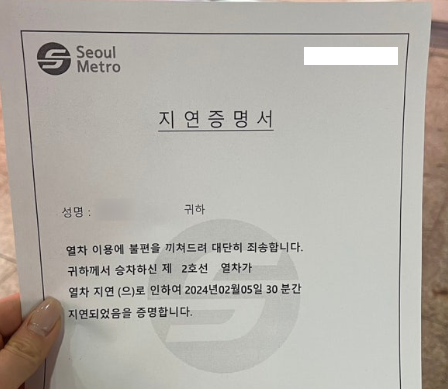 Seoul
Metro
지 연 증 명 서
성명 : 귀하
열차 이용에 불편을 끼쳐드려 대단히 죄송합니다.
귀하께서 승차하신 제 2호선 열차가
열차 지연 (으)로 인하여 2024년02월05일 30 분간
지연되었음을 증명합니다.